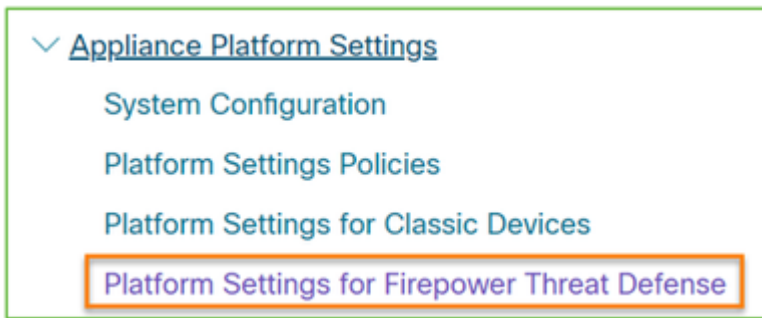 Appliance Platform Settings
System Configuration
Platform Settings Policies
Platform Settings for Classic Devices
Platform Settings for Firepower Threat Defense